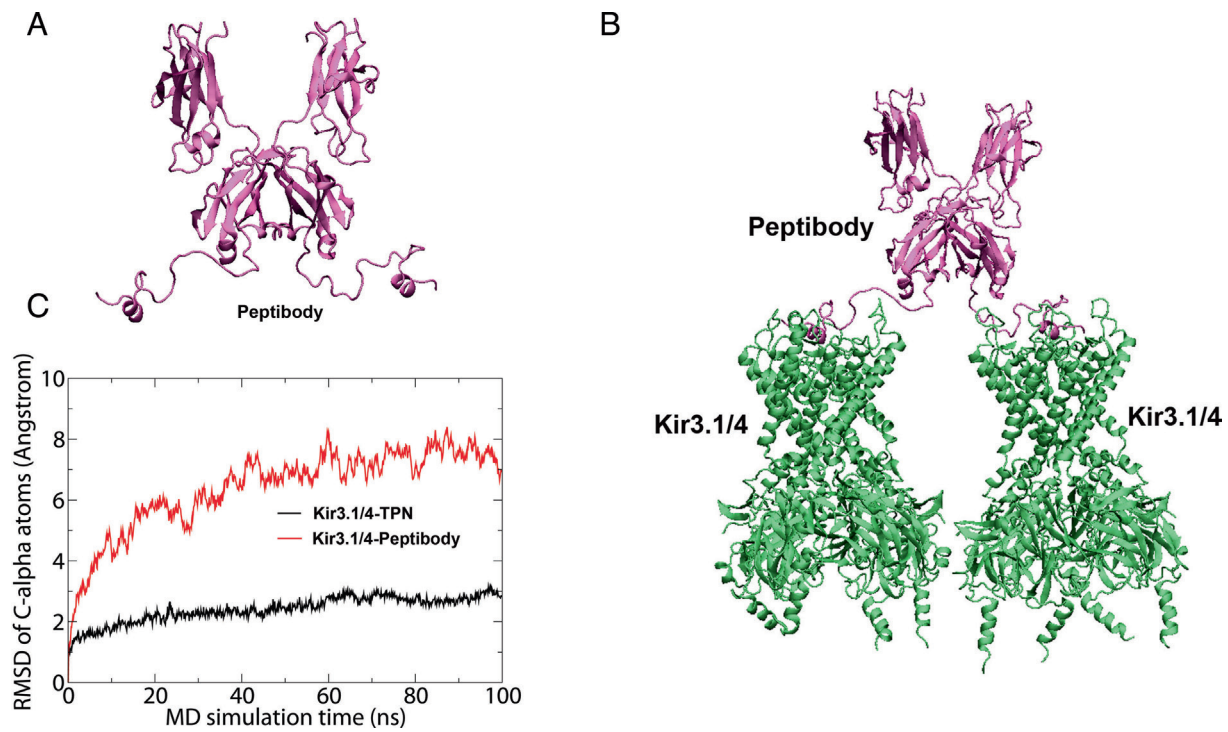 A
B
Peptibody
Peptibody
Kir3.1/4
Kir3.1/4
C
RMSD of C-alpha atoms (Angstrom)
10
8
6
4
2
0
Kir3.1/4-TPN
Kir3.1/4-Peptibody
0 20 40 60 80 100
MD simulation time (ns)